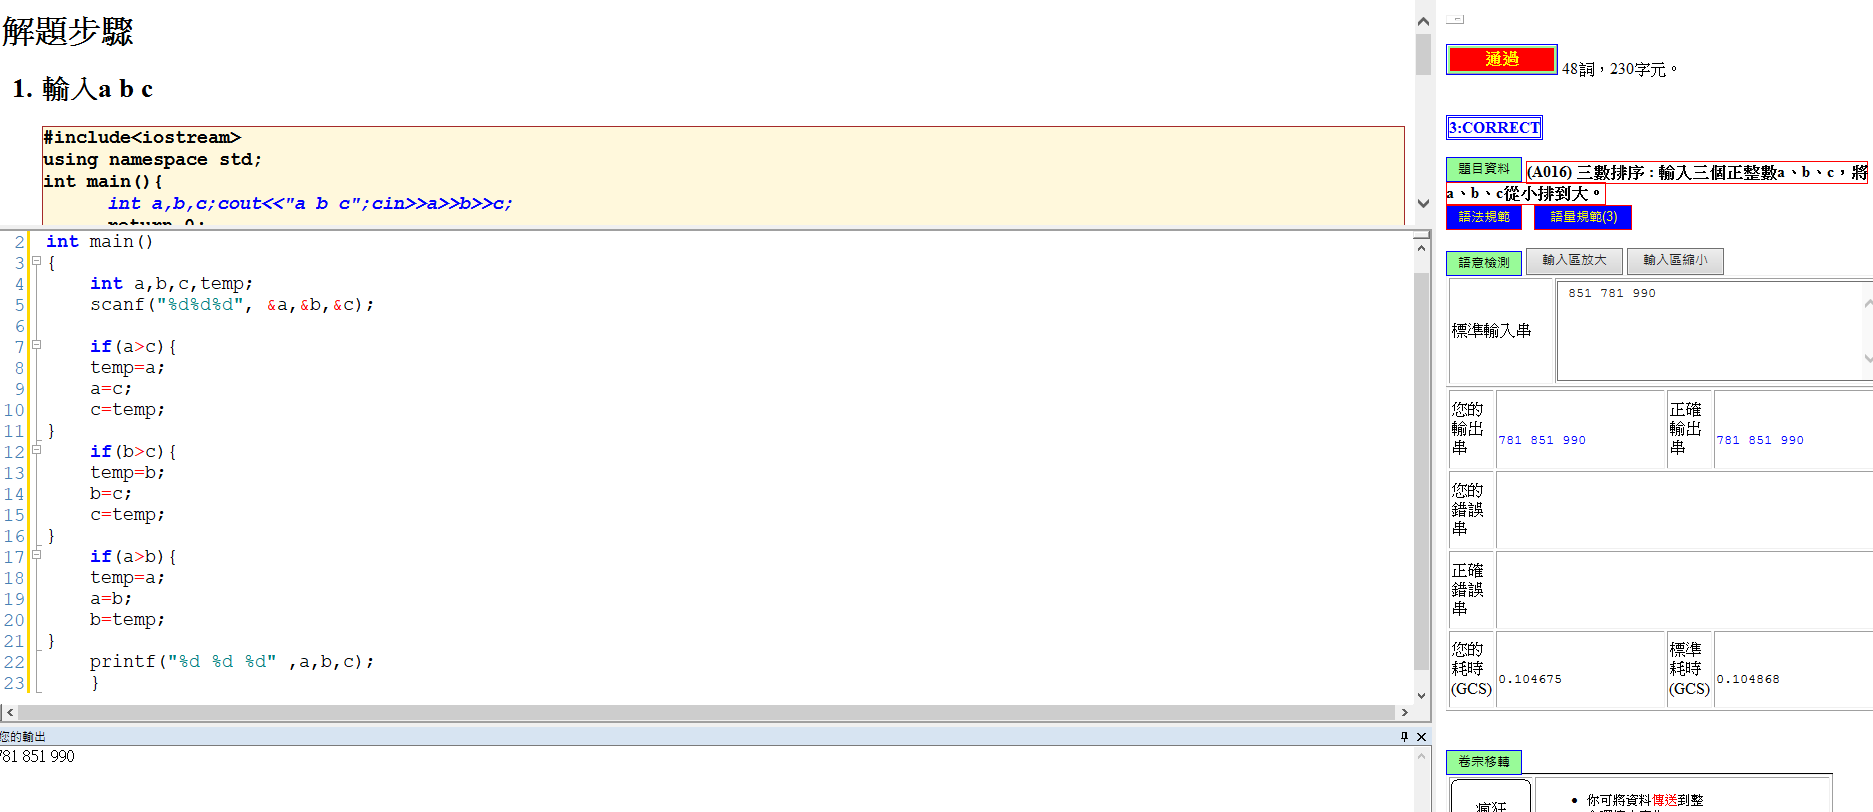 解題步驟
1. 輸入a b c
#include<iostream>
using namespace std;
int main(){
int a,b,c;cout<<"a b c";cin>>a>>b>>c;
return 0;
2 int main()
3 {
4 int a,b,c,temp;
5 scanf("%d%d%d", &a,&b,&c);
6
7 if(a>c){
8 temp=a;
9 a=c;
10 c=temp;
11 }
12 if(b>c){
13 temp=b;
14 b=c;
15 c=temp;
16 }
17 if(a>b){
18 temp=a;
19 a=b;
20 b=temp;
21 }
22 printf("%d %d %d" ,a,b,c);
23 }
您的輸出
781 851 990
通過 48詞，230字元。
3:CORRECT
題目資料 (A016) 三數排序 : 輸入三個正整數a、b、c，將
a、b、c從小排到大。
語法規範 語量規範(3)
語意檢測 輸入區放大 輸入區縮小
標準輸入串 851 781 990
您的輸出串 781 851 990 正確輸出串 781 851 990
您的錯誤串
正確錯誤串
您的耗時(GCS) 0.104675 標準耗時(GCS) 0.104868
卷宗移轉
瘋狂
你可將資料傳送到整